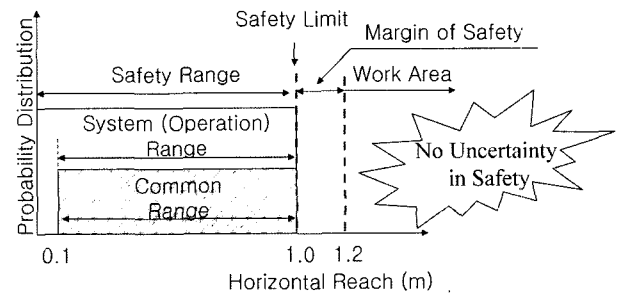 Safety Limit
Margin of Safety
Safety Range
Work Area
System (Operation)
Range
Common
Range
No Uncertainty
in Safety
Probability Distribution
0.1
1.0
1.2
Horizontal Reach (m)